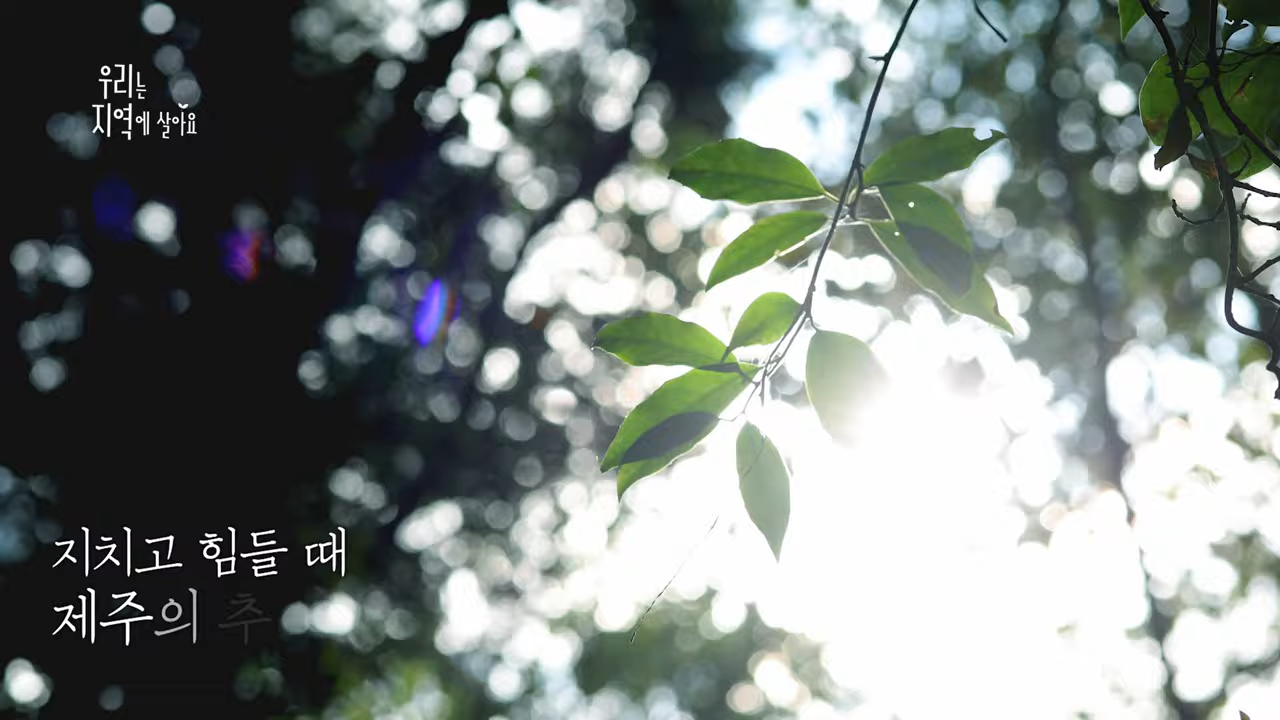 우리는
지역에 살아요
지치고 힘들 때
제주의 추